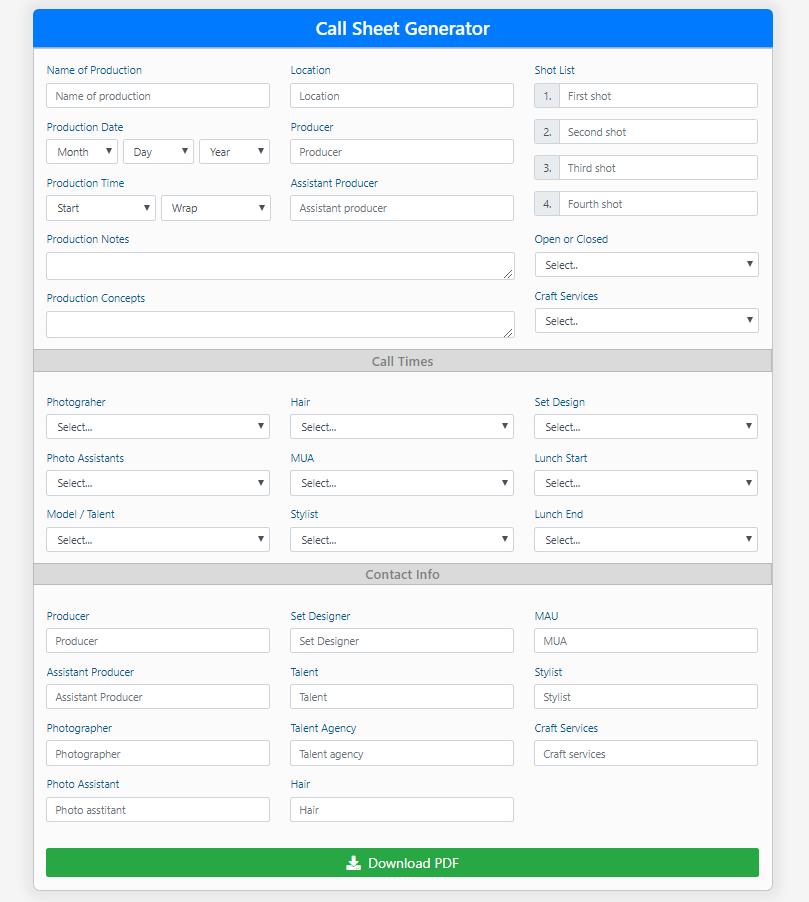 Call Sheet Generator
Name of Production
Location
Shot List
Name of production
Location
1. First shot
Production Date
Producer
2. Second shot
Month Day Year
Producer
3. Third shot
Production Time
Assistant Producer
Start Wrap
Assistant producer
4. Fourth shot
Production Notes
Open or Closed
Select..
Production Concepts
Craft Services
Select..
Call Times
Photograher
Hair
Set Design
Select...
Select...
Select...
Photo Assistants
MUA
Lunch Start
Select...
Select...
Select...
Model / Talent
Stylist
Lunch End
Select...
Select...
Select...
Contact Info
Producer
Set Designer
MAU
Producer
Set Designer
MUA
Assistant Producer
Talent
Stylist
Assistant Producer
Talent
Stylist
Photographer
Talent Agency
Craft Services
Photographer
Talent agency
Craft services
Photo Assistant
Hair
Photo asstitant
Hair
Download PDF